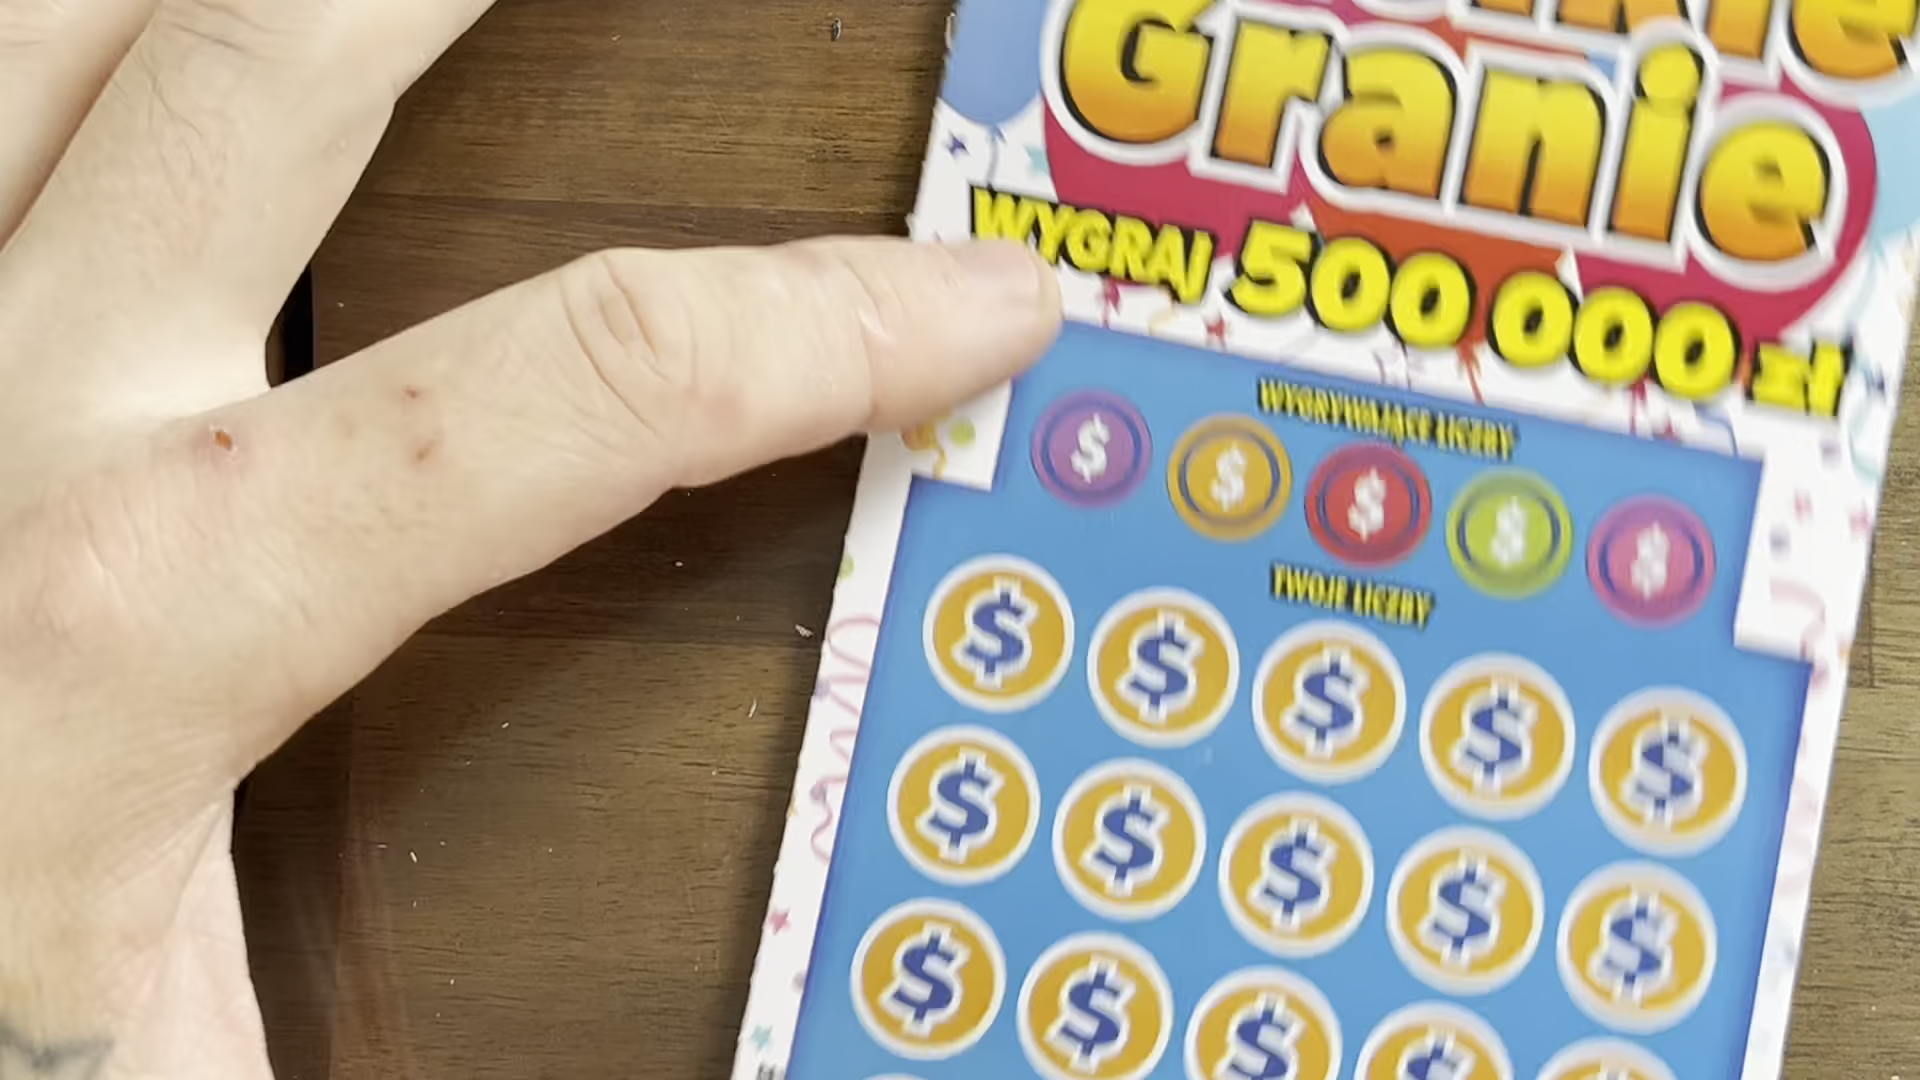 Granie
WYGRAJ 500 000 zł
WYGRYWAJĄCE LICZBY
$ $ $ $ $
TWOJE LICZBY
$ $ $ $ $
$ $ $ $ $
$ $ $ $ $